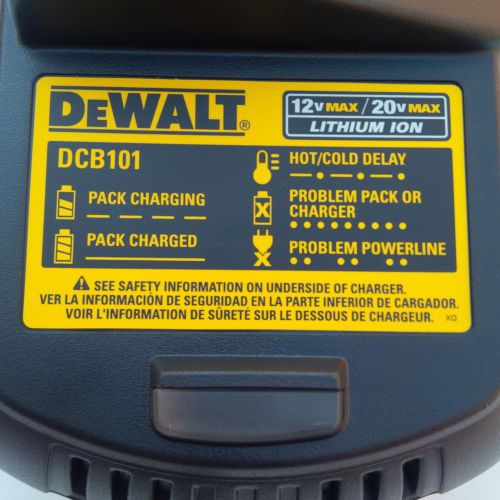 DEWALT®
12V MAX / 20V MAX
LITHIUM ION
DCB101
PACK CHARGING
PACK CHARGED
HOT/COLD DELAY
PROBLEM PACK OR
CHARGER
PROBLEM POWERLINE
SEE SAFETY INFORMATION ON UNDERSIDE OF CHARGER.
VER LA INFORMACIÓN DE SEGURIDAD EN LA PARTE INFERIOR DE CARGADOR.
VOIR L'INFORMATION DE SÛRETÉ SUR LE DESSOUS DE CHARGEUR. XQ